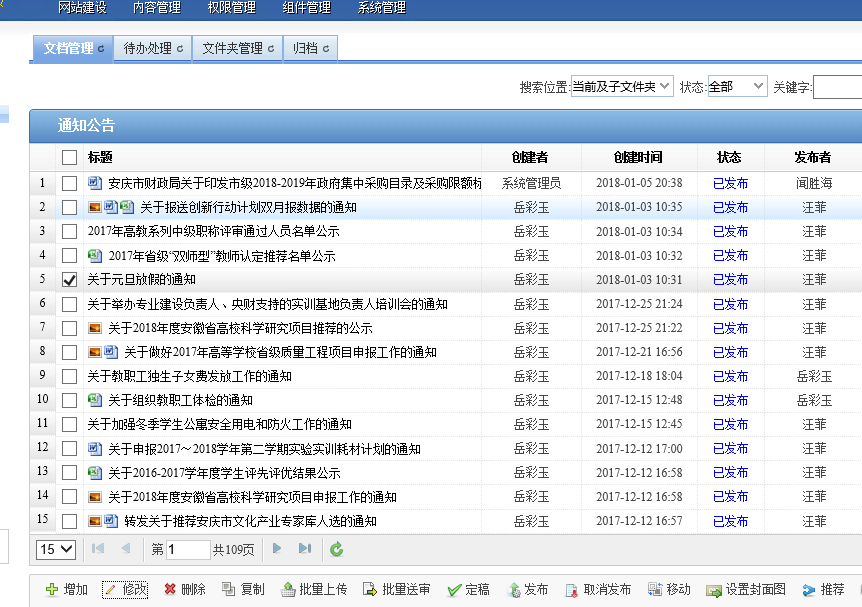 网站建设 内容管理 权限管理 组件管理 系统管理
文档管理 待办处理 文件夹管理 归档
搜索位置: 当前及子文件夹 状态: 全部 关键字:
通知公告
标题 创建者 创建时间 状态 发布者
1 安庆市财政局关于印发市级2018-2019年政府集中采购目录及采购限额标 系统管理员 2018-01-05 20:38 已发布 闻胜海
2 关于报送创新行动计划双月报数据的通知 岳彩玉 2018-01-03 10:35 已发布 汪菲
3 2017年高教系列中级职称评审通过人员名单公示 岳彩玉 2018-01-03 10:34 已发布 汪菲
4 2017年省级“双师型”教师认定推荐名单公示 岳彩玉 2018-01-03 10:32 已发布 汪菲
5 关于元旦放假的通知 岳彩玉 2018-01-03 10:31 已发布 汪菲
6 关于举办专业建设负责人、央财支持的实训基地负责人培训会的通知 岳彩玉 2017-12-25 21:24 已发布 汪菲
7 关于2018年度安徽省高校科学研究项目推荐的公示 岳彩玉 2017-12-25 21:22 已发布 汪菲
8 关于做好2017年高等学校省级质量工程项目申报工作的通知 岳彩玉 2017-12-21 16:56 已发布 汪菲
9 关于教职工独生子女费发放工作的通知 岳彩玉 2017-12-18 18:04 已发布 岳彩玉
10 关于组织教职工体检的通知 岳彩玉 2017-12-15 12:48 已发布 岳彩玉
11 关于加强冬季学生公寓安全用电和防火工作的通知 岳彩玉 2017-12-15 12:45 已发布 汪菲
12 关于申报2017～2018学年第二学期实验实训耗材计划的通知 岳彩玉 2017-12-12 17:00 已发布 汪菲
13 关于2016-2017学年度学生评先评优结果公示 岳彩玉 2017-12-12 16:58 已发布 汪菲
14 关于2018年度安徽省高校科学研究项目申报工作的通知 岳彩玉 2017-12-12 16:58 已发布 汪菲
15 转发关于推荐安庆市文化产业专家库人选的通知 岳彩玉 2017-12-12 16:57 已发布 汪菲
15 第 1 共109页
增加 修改 删除 复制 批量上传 批量送审 定稿 发布 取消发布 移动 设置封面图 推荐